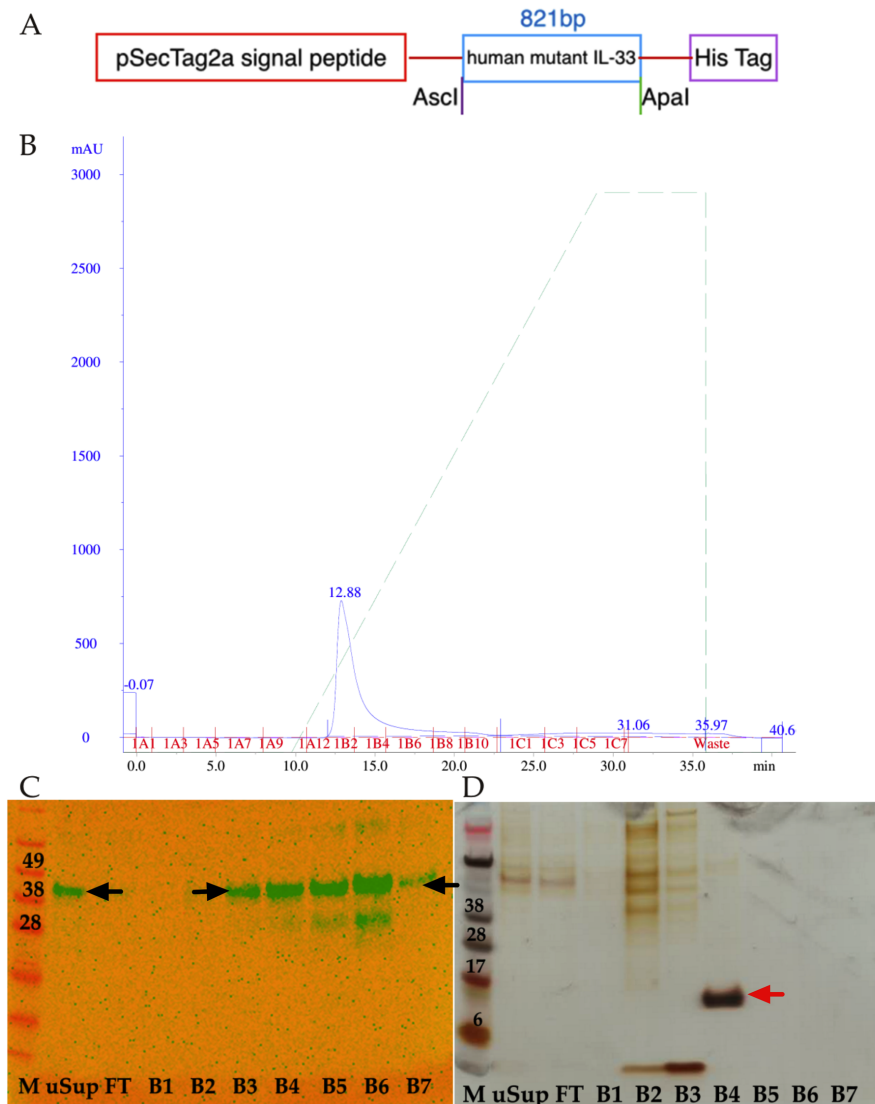 A
821bp
pSecTag2a signal peptide
human mutant IL-33
His Tag
AscI
ApaI
B
mAU
3000
2500
2000
1500
1000
500
0
12.88
-0.07
31.06
35.97
40.6
1A1
1A3
1A5
1A7
1A9
1A12
1B2
1B4
1B6
1B8
1B10
1C1
1C3
1C5
1C7
Waste
0.0
5.0
10.0
15.0
20.0
25.0
30.0
35.0
min
C
49
38
28
M uSup FT B1 B2 B3 B4 B5 B6 B7
D
38
28
17
6
M uSup FT B1 B2 B3 B4 B5 B6 B7